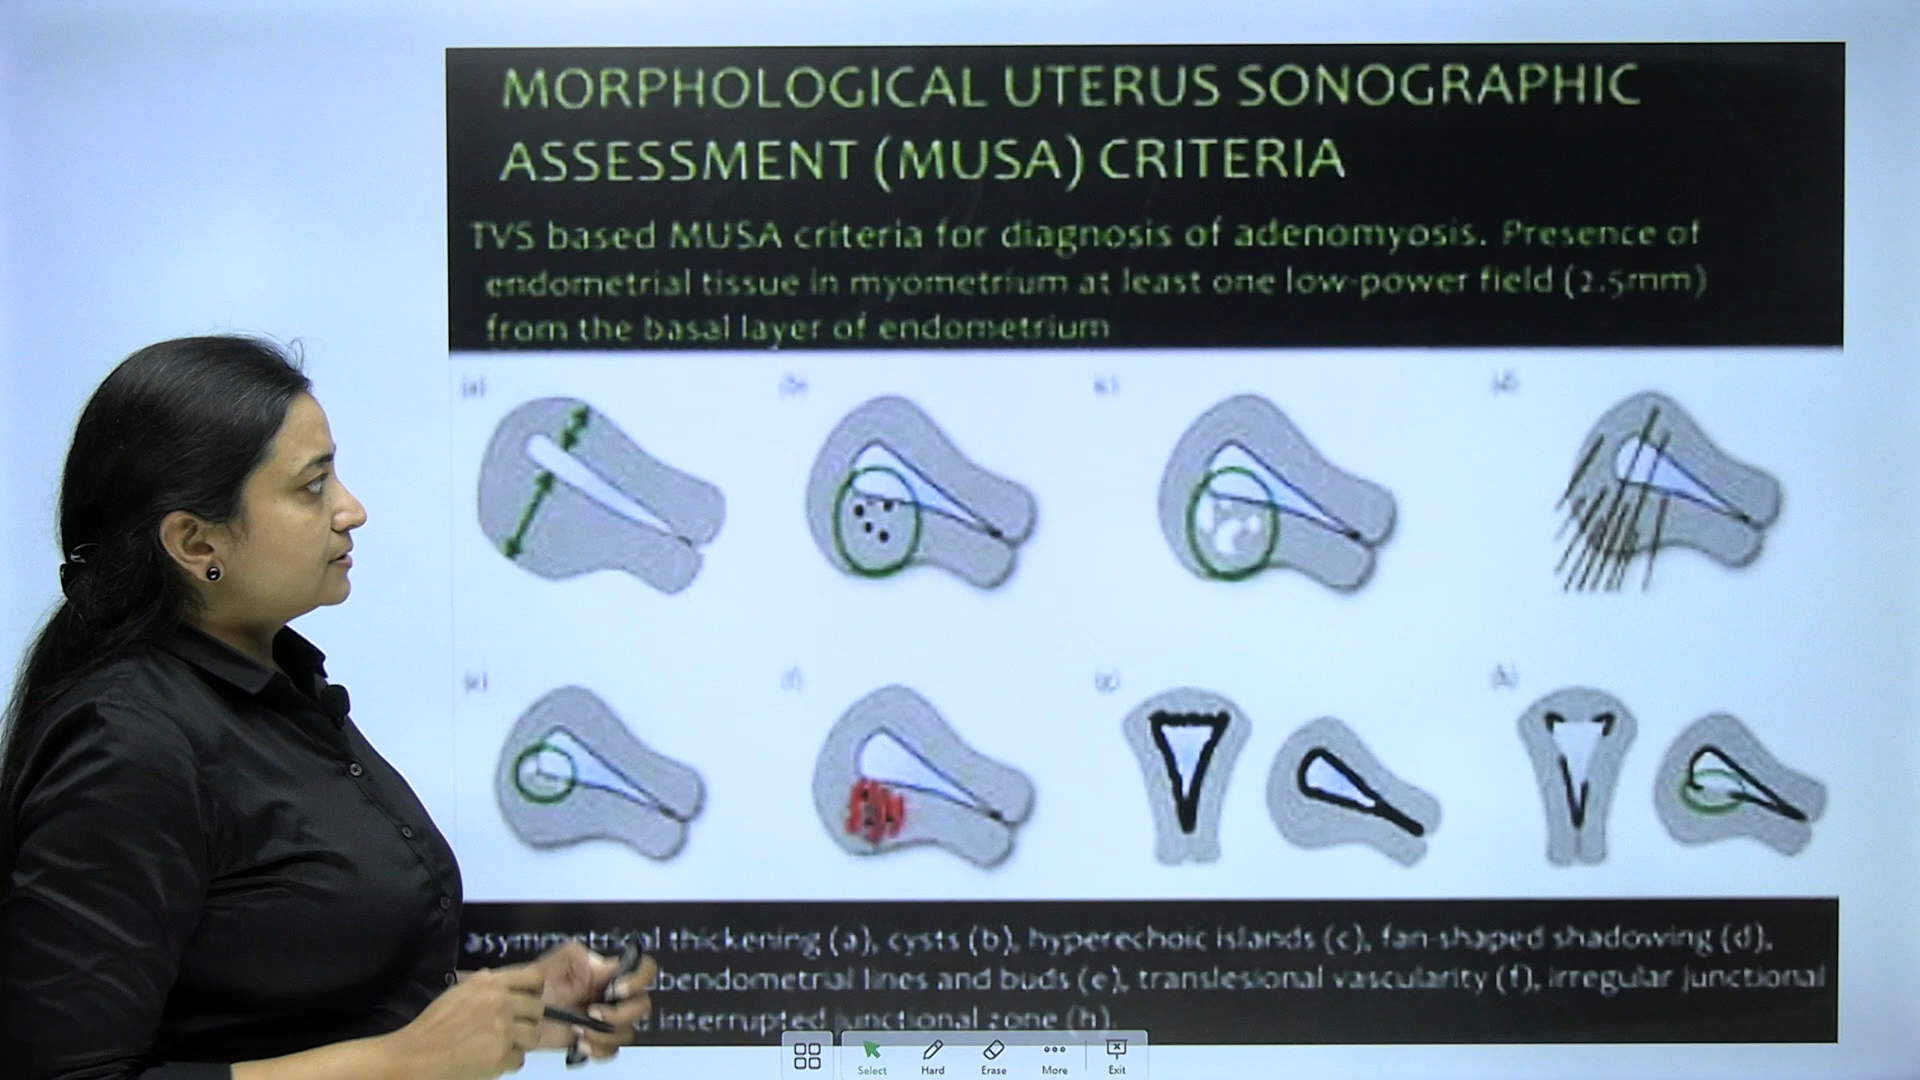 MORPHOLOGICAL UTERUS SONOGRAPHIC
ASSESSMENT (MUSA) CRITERIA
TVS based MUSA criteria for diagnosis of adenomyosis. Presence of
endometrial tissue in myometrium at least one low-power field (2.5mm)
from the basal layer of endometrium
(a) (b) (c) (d)
(e) (f) (g) (h)
asymmetrical thickening (a), cysts (b), hyperechoic islands (c), fan-shaped shadowing (d),
lines and buds (e), translesional vascularity (f), irregular junctional
interrupted junctional zone (h).
Select Hard Erase More Exit